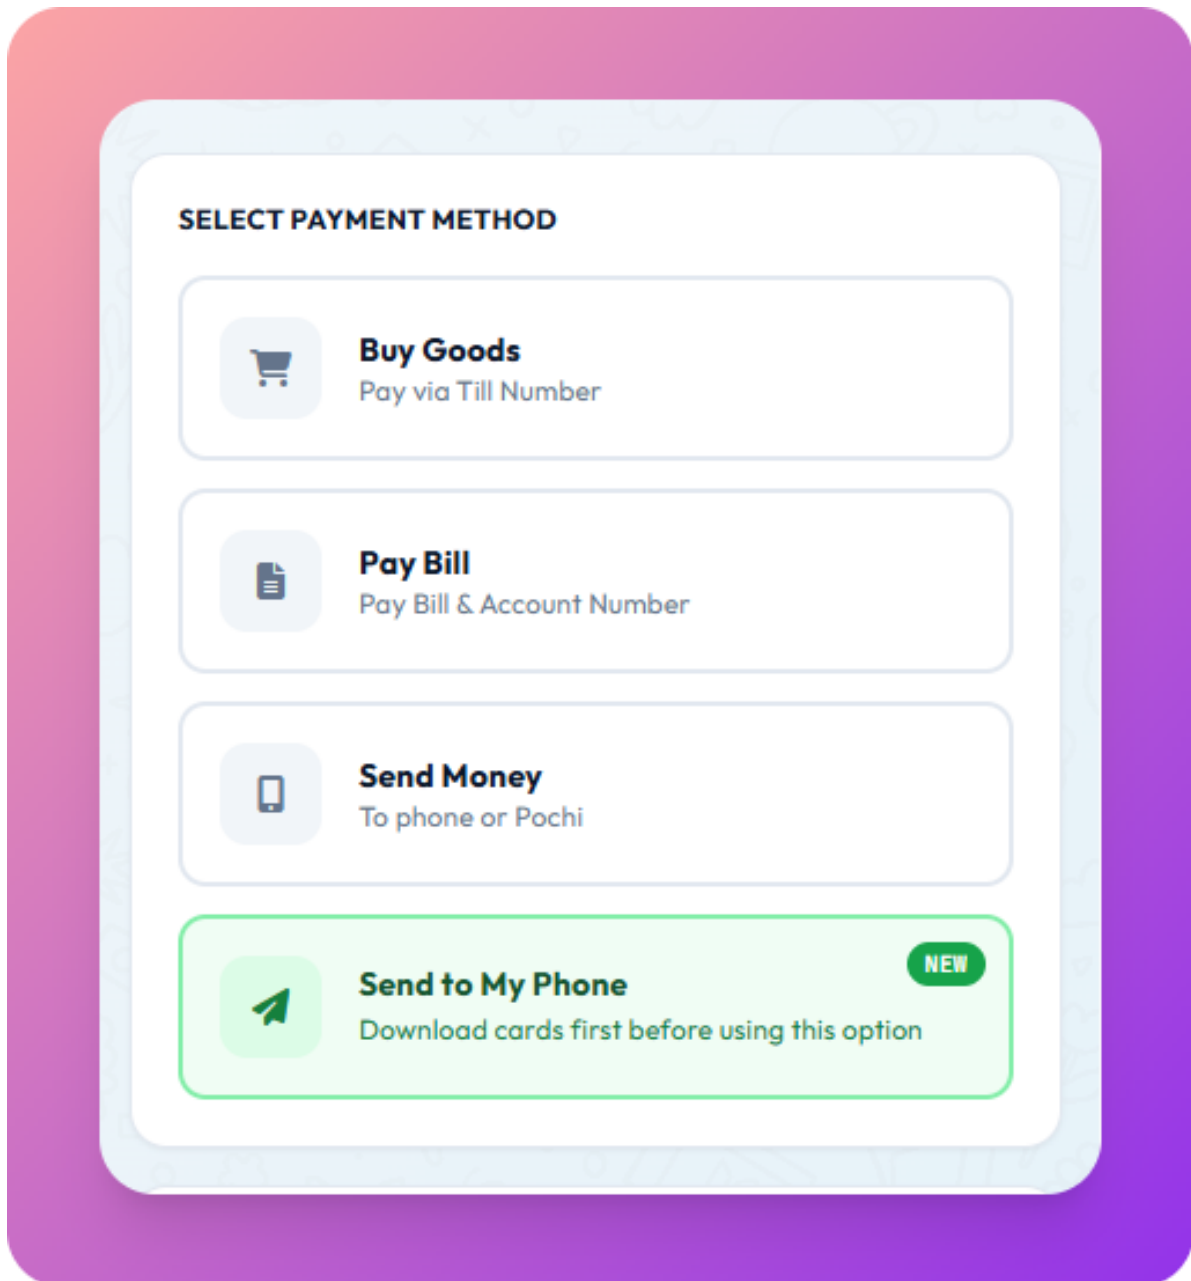 SELECT PAYMENT METHOD
Buy Goods
Pay via Till Number
Pay Bill
Pay Bill & Account Number
Send Money
To phone or Pochi
NEW
Send to My Phone
Download cards first before using this option